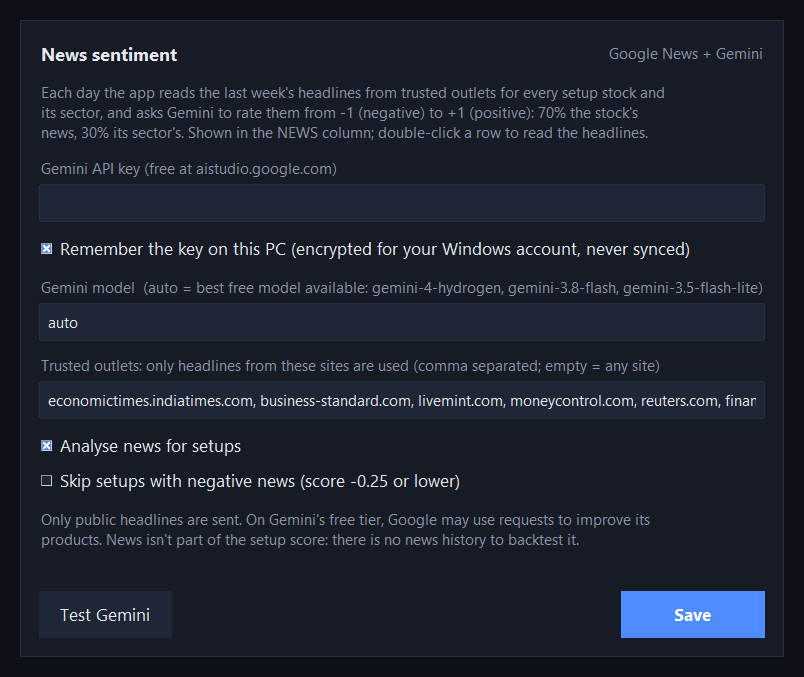 News sentiment
Google News + Gemini
Each day the app reads the last week's headlines from trusted outlets for every setup stock and
its sector, and asks Gemini to rate them from -1 (negative) to +1 (positive): 70% the stock's
news, 30% its sector's. Shown in the NEWS column; double-click a row to read the headlines.
Gemini API key (free at aistudio.google.com)
Remember the key on this PC (encrypted for your Windows account, never synced)
Gemini model  (auto = best free model available: gemini-4-hydrogen, gemini-3.8-flash, gemini-3.5-flash-lite)
auto
Trusted outlets: only headlines from these sites are used (comma separated; empty = any site)
economictimes.indiatimes.com, business-standard.com, livemint.com, moneycontrol.com, reuters.com, finan
Analyse news for setups
Skip setups with negative news (score -0.25 or lower)
Only public headlines are sent. On Gemini's free tier, Google may use requests to improve its
products. News isn't part of the setup score: there is no news history to backtest it.
Test Gemini
Save